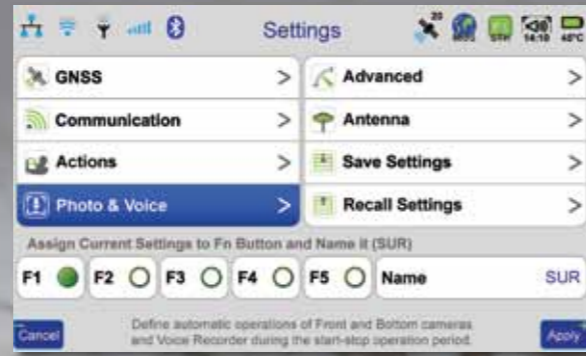 Settings
20
STH
14:10
48°C
GNSS >
Advanced >
Communication >
Antenna >
Actions >
Save Settings >
Photo & Voice >
Recall Settings >
Assign Current Settings to Fn Button and Name it (SUR)
F1 F2 F3 F4 F5 Name SUR
Cancel
Define automatic operations of Front and Bottom cameras
and Voice Recorder during the start-stop operation period.
Apply